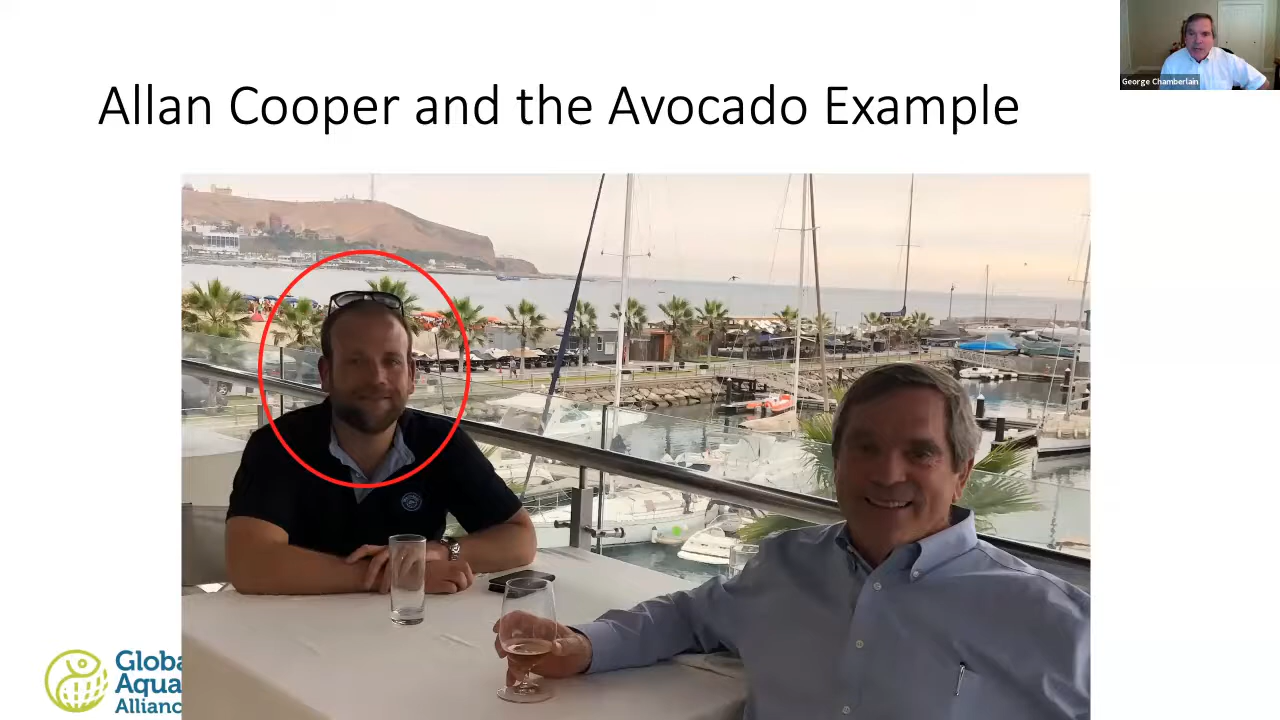 Allan Cooper and the Avocado Example
George Chamberlain
Globa
Aqua
Allianc